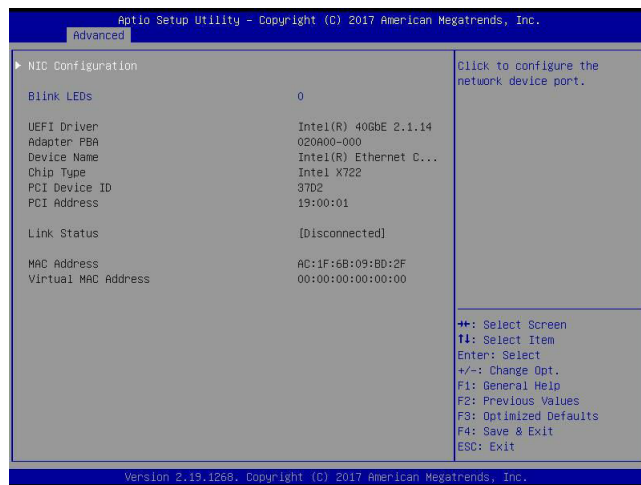 Aptio Setup Utility – Copyright (C) 2017 American Megatrends, Inc.
Advanced
NIC Configuration
Blink LEDs 0
UEFI Driver Intel(R) 40GbE 2.1.14
Adapter PBA 020A00-000
Device Name Intel(R) Ethernet C...
Chip Type Intel X722
PCI Device ID 37D2
PCI Address 19:00:01
Link Status [Disconnected]
MAC Address AC:1F:6B:09:BD:2F
Virtual MAC Address 00:00:00:00:00:00
Click to configure the
network device port.
→←: Select Screen
↑↓: Select Item
Enter: Select
+/-: Change Opt.
F1: General Help
F2: Previous Values
F3: Optimized Defaults
F4: Save & Exit
ESC: Exit
Version 2.19.1268. Copyright (C) 2017 American Megatrends, Inc.